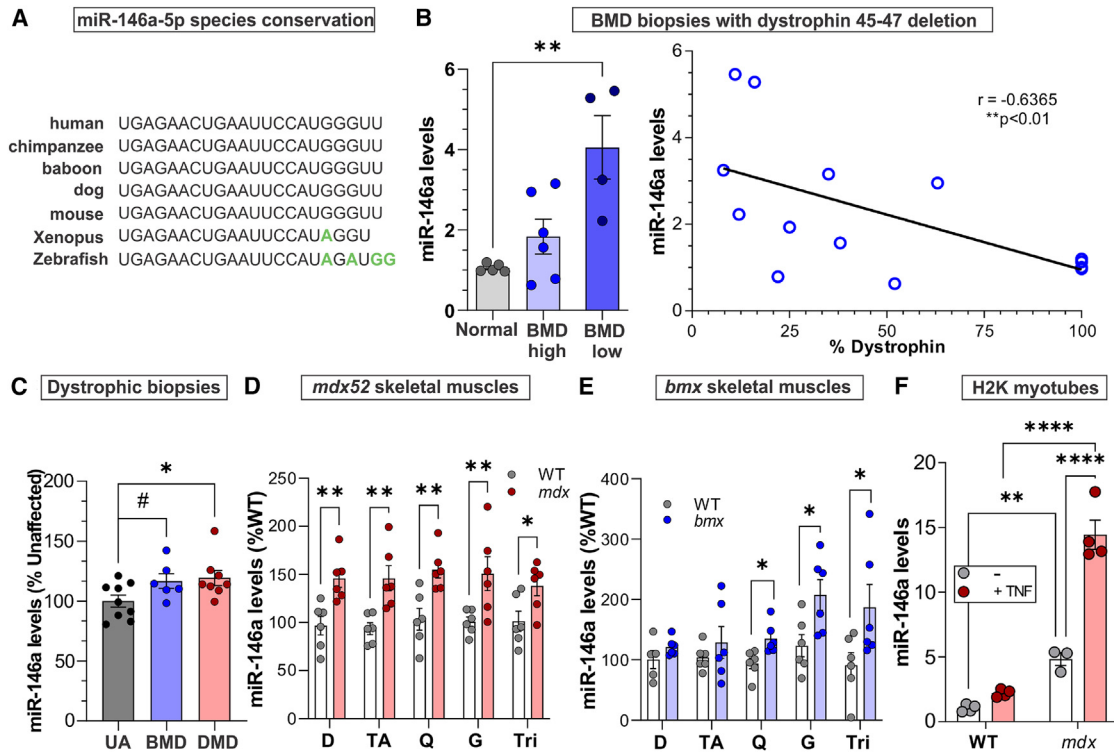 A miR-146a-5p species conservation
human UGAGAACUGAAUUCCAUGGGUU
chimpanzee UGAGAACUGAAUUCCAUGGGUU
baboon UGAGAACUGAAUUCCAUGGGUU
dog UGAGAACUGAAUUCCAUGGGUU
mouse UGAGAACUGAAUUCCAUGGGUU
Xenopus UGAGAACUGAAUUCCAUAGGU
Zebrafish UGAGAACUGAAUUCCAUAGAUGG
B BMD biopsies with dystrophin 45-47 deletion
**
miR-146a levels
6
4
2
0
Normal
BMD high
BMD low
miR-146a levels
6
4
2
0
r = -0.6365
**p<0.01
0 25 50 75 100
% Dystrophin
C Dystrophic biopsies
miR-146a levels (% Unaffected)
200
150
100
50
0
*
#
UA BMD DMD
D mdx52 skeletal muscles
miR-146a levels (%WT)
250
200
150
100
50
0
WT
mdx
** ** ** ** *
D TA Q G Tri
E bmx skeletal muscles
miR-146a levels (%WT)
400
300
200
100
0
WT
bmx
* * *
D TA Q G Tri
F H2K myotubes
miR-146a levels
20
15
10
5
0
****
****
**
-
+ TNF
WT mdx